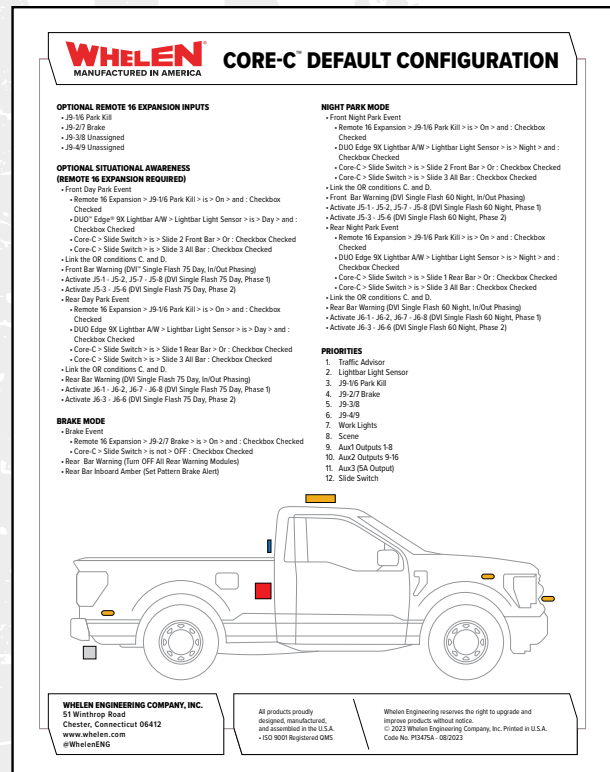 WHELEN®
MANUFACTURED IN AMERICA
CORE-C™ DEFAULT CONFIGURATION
OPTIONAL REMOTE 16 EXPANSION INPUTS
• J9-1/6 Park Kill
• J9-2/7 Brake
• J9-3/8 Unassigned
• J9-4/9 Unassigned
OPTIONAL SITUATIONAL AWARENESS
(REMOTE 16 EXPANSION REQUIRED)
• Front Day Park Event
• Remote 16 Expansion > J9-1/6 Park Kill > is > On > and : Checkbox
Checked
• DUO™ Edge® 9X Lightbar A/W > Lightbar Light Sensor > is > Day > and :
Checkbox Checked
• Core-C > Slide Switch > is > Slide 2 Front Bar > Or : Checkbox Checked
• Core-C > Slide Switch > is > Slide 3 All Bar : Checkbox Checked
• Link the OR conditions C. and D.
• Front Bar Warning (DVI™ Single Flash 75 Day, In/Out Phasing)
• Activate J5-1 - J5-2, J5-7 - J5-8 (DVI Single Flash 75 Day, Phase 1)
• Activate J5-3 - J5-6 (DVI Single Flash 75 Day, Phase 2)
• Rear Day Park Event
• Remote 16 Expansion > J9-1/6 Park Kill > is > On > and : Checkbox
Checked
• DUO Edge 9X Lightbar A/W > Lightbar Light Sensor > is > Day > and :
Checkbox Checked
• Core-C > Slide Switch > is > Slide 1 Rear Bar > Or : Checkbox Checked
• Core-C > Slide Switch > is > Slide 3 All Bar : Checkbox Checked
• Link the OR conditions C. and D.
• Rear Bar Warning (DVI Single Flash 75 Day, In/Out Phasing)
• Activate J6-1 - J6-2, J6-7 - J6-8 (DVI Single Flash 75 Day, Phase 1)
• Activate J6-3 - J6-6 (DVI Single Flash 75 Day, Phase 2)
BRAKE MODE
• Brake Event
• Remote 16 Expansion > J9-2/7 Brake > is > On > and : Checkbox Checked
• Core-C > Slide Switch > is not > OFF : Checkbox Checked
• Rear Bar Warning (Turn OFF All Rear Warning Modules)
• Rear Bar Inboard Amber (Set Pattern Brake Alert)
NIGHT PARK MODE
• Front Night Park Event
• Remote 16 Expansion > J9-1/6 Park Kill > is > On > and : Checkbox
Checked
• DUO Edge 9X Lightbar A/W > Lightbar Light Sensor > is > Night > and :
Checkbox Checked
• Core-C > Slide Switch > is > Slide 2 Front Bar > Or : Checkbox Checked
• Core-C > Slide Switch > is > Slide 3 All Bar : Checkbox Checked
• Link the OR conditions C. and D.
• Front Bar Warning (DVI Single Flash 60 Night, In/Out Phasing)
• Activate J5-1 - J5-2, J5-7 - J5-8 (DVI Single Flash 60 Night, Phase 1)
• Activate J5-3 - J5-6 (DVI Single Flash 60 Night, Phase 2)
• Rear Night Park Event
• Remote 16 Expansion > J9-1/6 Park Kill > is > On > and : Checkbox
Checked
• DUO Edge 9X Lightbar A/W > Lightbar Light Sensor > is > Night > and :
Checkbox Checked
• Core-C > Slide Switch > is > Slide 1 Rear Bar > Or : Checkbox Checked
• Core-C > Slide Switch > is > Slide 3 All Bar : Checkbox Checked
• Link the OR conditions C. and D.
• Rear Bar Warning (DVI Single Flash 60 Night, In/Out Phasing)
• Activate J6-1 - J6-2, J6-7 - J6-8 (DVI Single Flash 60 Night, Phase 1)
• Activate J6-3 - J6-6 (DVI Single Flash 60 Night, Phase 2)
PRIORITIES
1. Traffic Advisor
2. Lightbar Light Sensor
3. J9-1/6 Park Kill
4. J9-2/7 Brake
5. J9-3/8
6. J9-4/9
7. Work Lights
8. Scene
9. Aux1 Outputs 1-8
10. Aux2 Outputs 9-16
11. Aux3 (5A Output)
12. Slide Switch
WHELEN ENGINEERING COMPANY, INC.
51 Winthrop Road
Chester, Connecticut 06412
www.whelen.com
@WhelenENG
All products proudly
designed, manufactured,
and assembled in the U.S.A.
• ISO 9001 Registered QMS
Whelen Engineering reserves the right to upgrade and
improve products without notice.
© 2023 Whelen Engineering Company, Inc. Printed in U.S.A.
Code No. P13475A - 08/2023